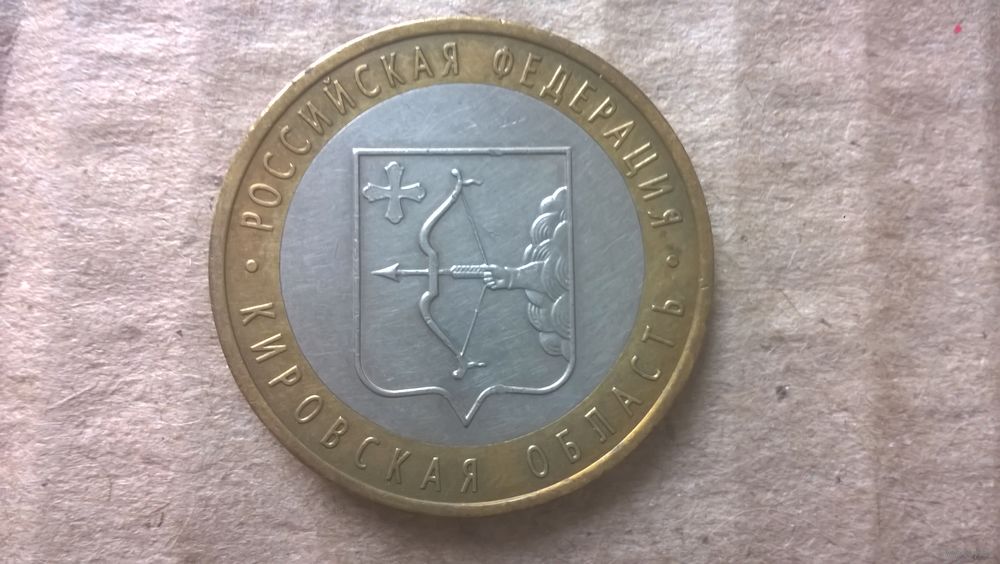 РОССИЙСКАЯ ФЕДЕРАЦИЯ
• КИРОВСКАЯ ОБЛАСТЬ •